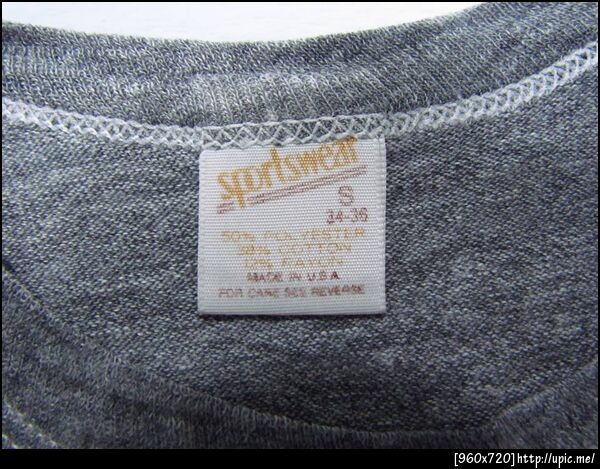 sportswear
S
34-36
50% POLYESTER
38% COTTON
12% RAYON
MADE IN U.S.A.
FOR CARE SEE REVERSE
[960x720]http://upic.me/